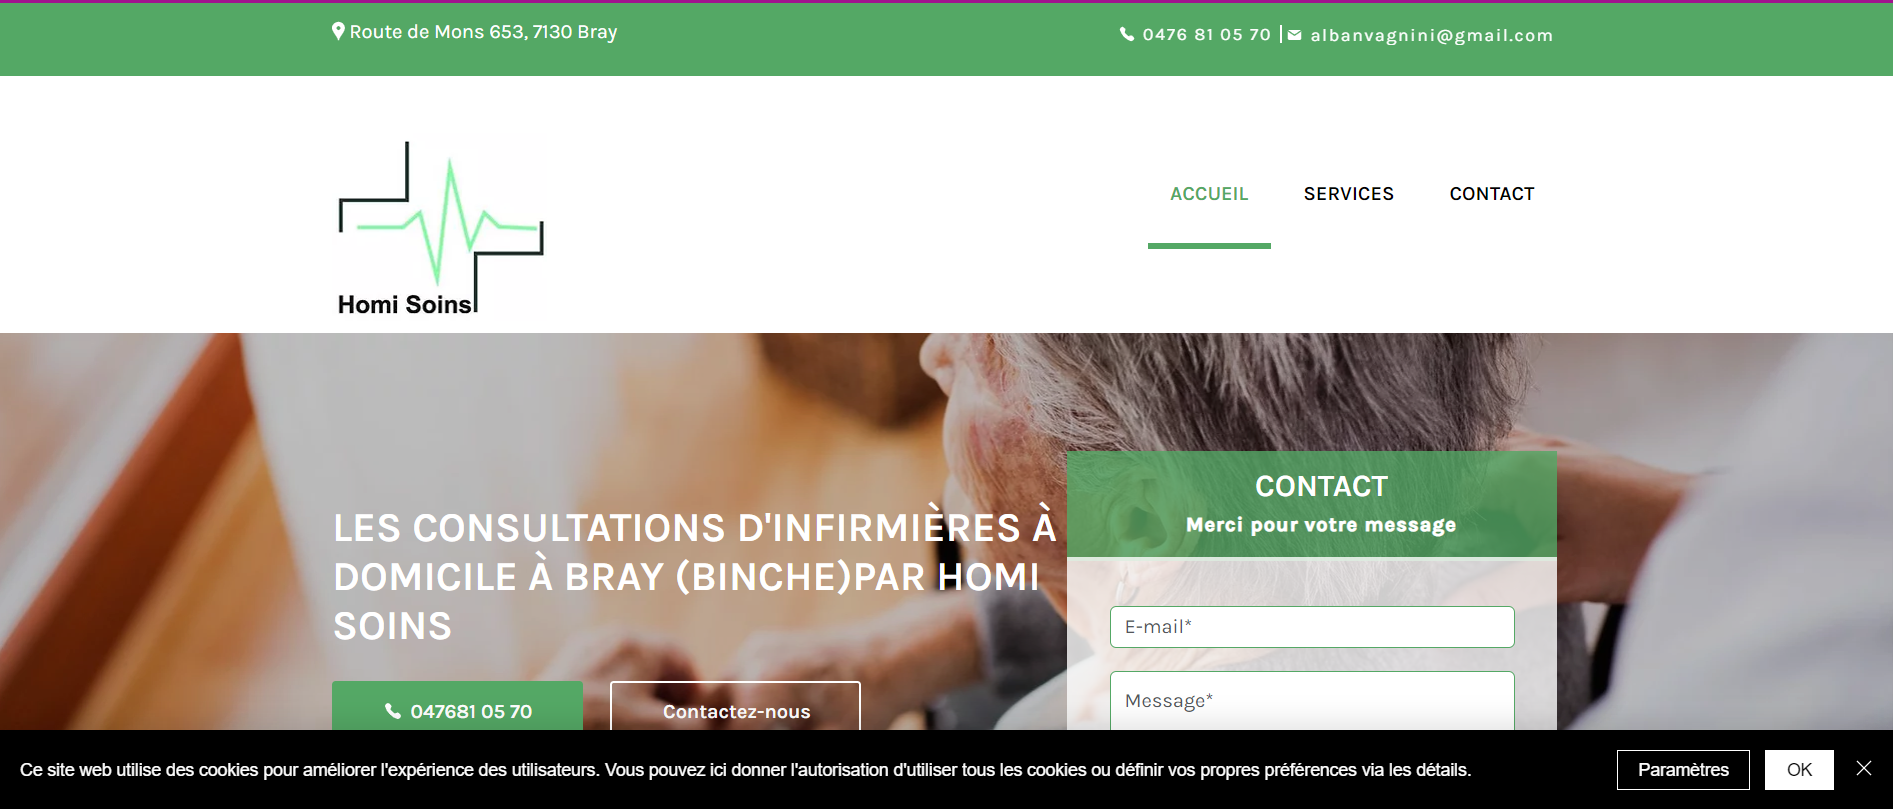 Route de Mons 653, 7130 Bray
0476 81 05 70 | albanvagnini@gmail.com
Homi Soins
ACCUEIL
SERVICES
CONTACT
LES CONSULTATIONS D'INFIRMIÈRES À
DOMICILE À BRAY (BINCHE)PAR HOMI
SOINS
047681 05 70
Contactez-nous
CONTACT
Merci pour votre message
E-mail*
Message*
Ce site web utilise des cookies pour améliorer l'expérience des utilisateurs. Vous pouvez ici donner l'autorisation d'utiliser tous les cookies ou définir vos propres préférences via les détails.
Paramètres
OK